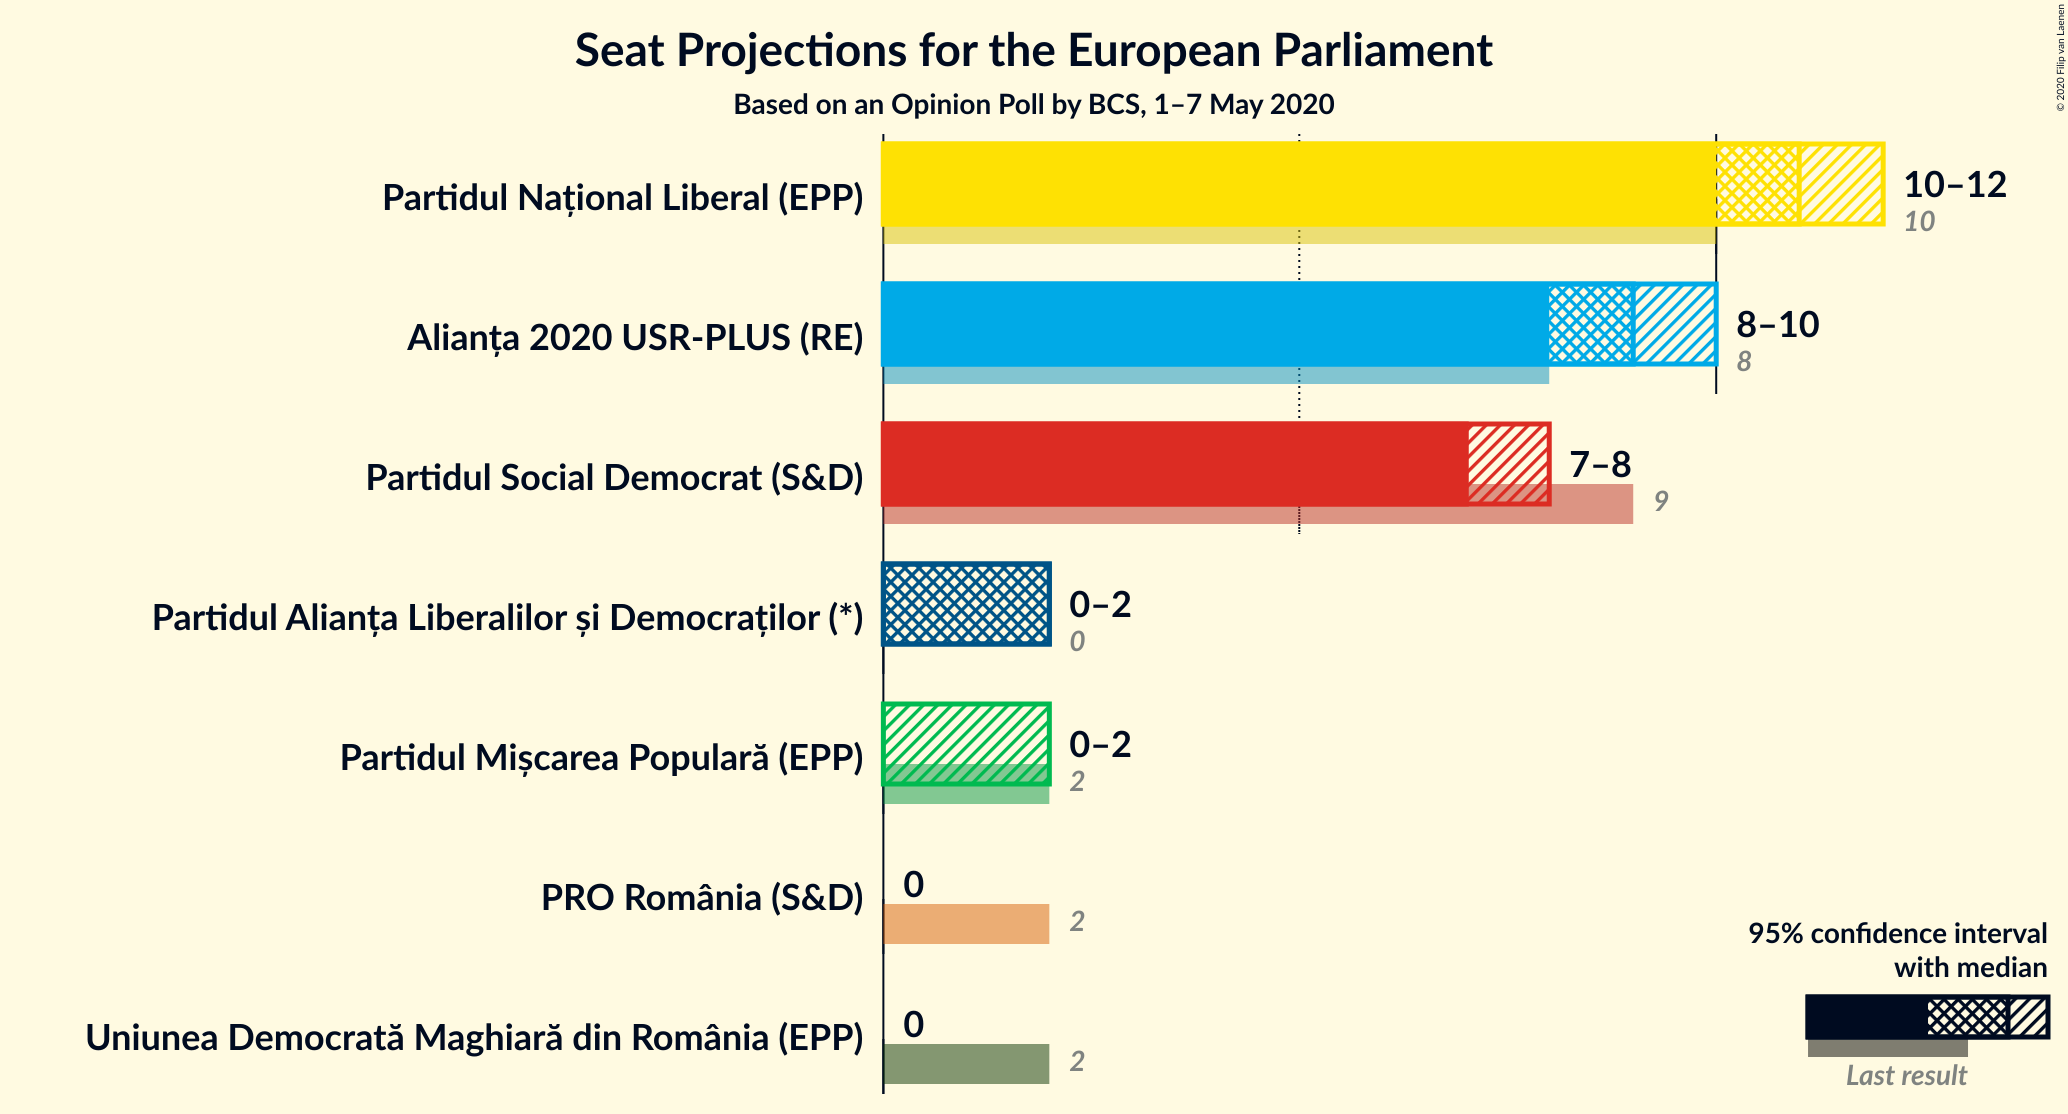 Seat Projections for the European Parliament
Based on an Opinion Poll by BCS, 1–7 May 2020
© 2020 Filip van Laenen
Partidul Național Liberal (EPP)
10–12
10
Alianța 2020 USR-PLUS (RE)
8–10
8
Partidul Social Democrat (S&D)
7–8
9
Partidul Alianța Liberalilor și Democraților (*)
0–2
0
Partidul Mișcarea Populară (EPP)
0–2
2
PRO România (S&D)
0
2
Uniunea Democrată Maghiară din România (EPP)
0
2
95% confidence interval
with median
Last result